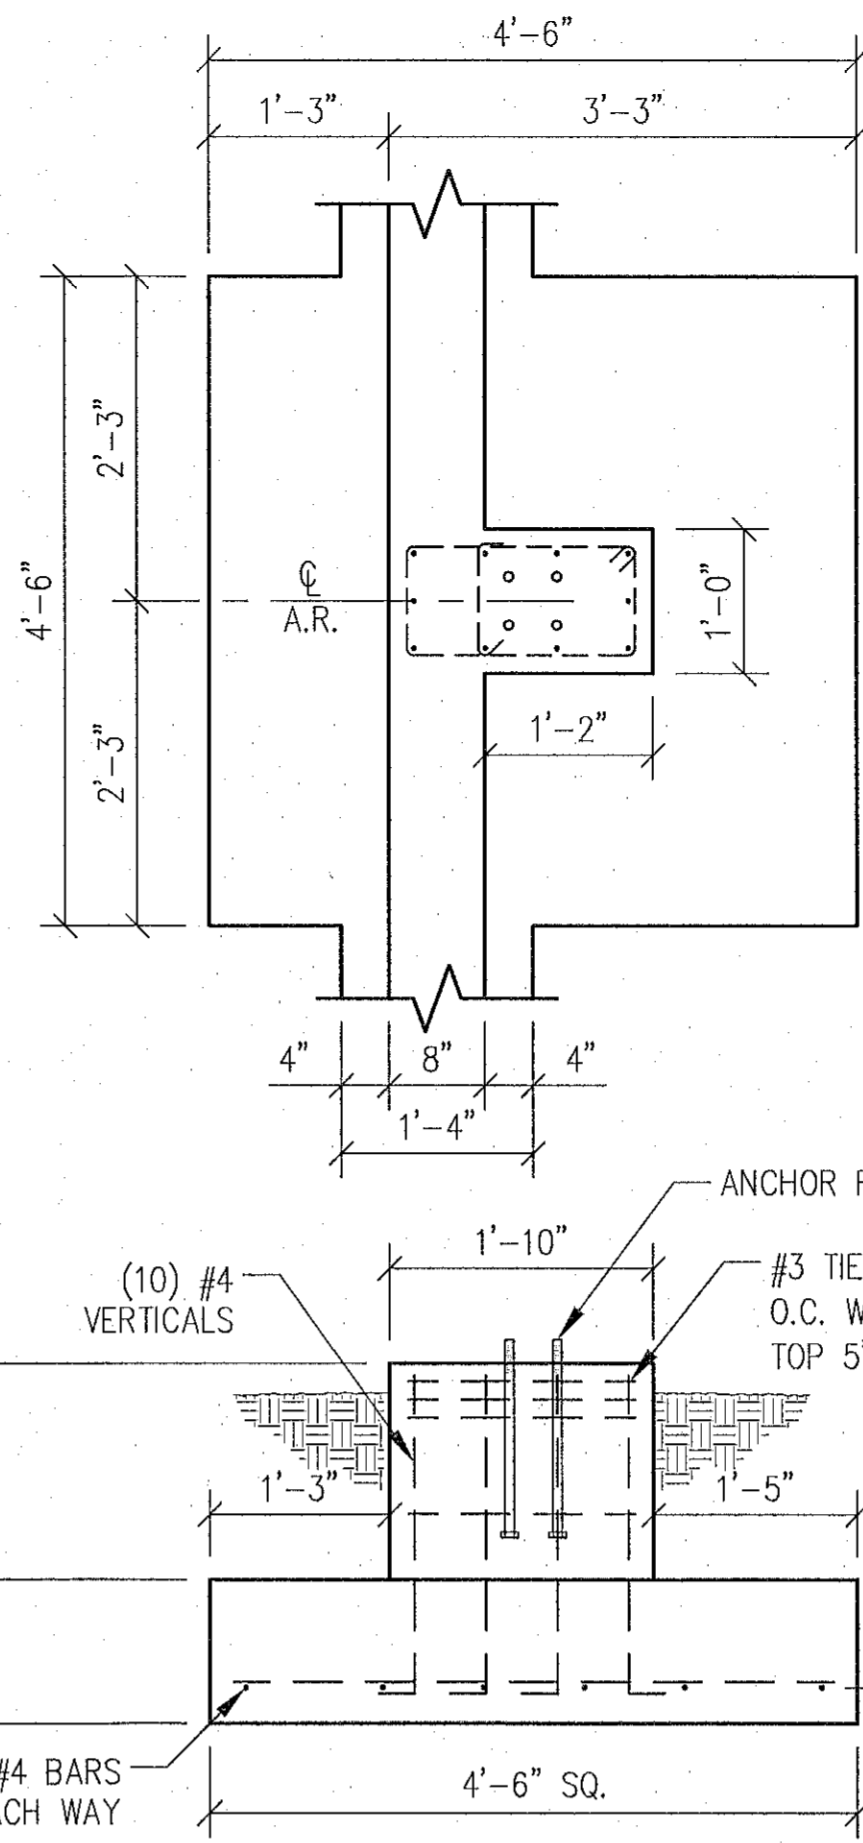 4'-6"
1'-3"
3'-3"
2'-3"
4'-6"
2'-3"
℄
A.R.
1'-0"
1'-2"
4"
8"
4"
1'-4"
ANCHOR
1'-10"
(10) #4
VERTICALS
#3 TIE
O.C.
TOP 5"
1'-3"
1'-5"
#4 BARS
WAY
4'-6" SQ.